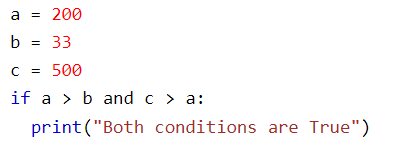 a = 200
b = 33
c = 500
if a > b and c > a:
  print("Both conditions are True")